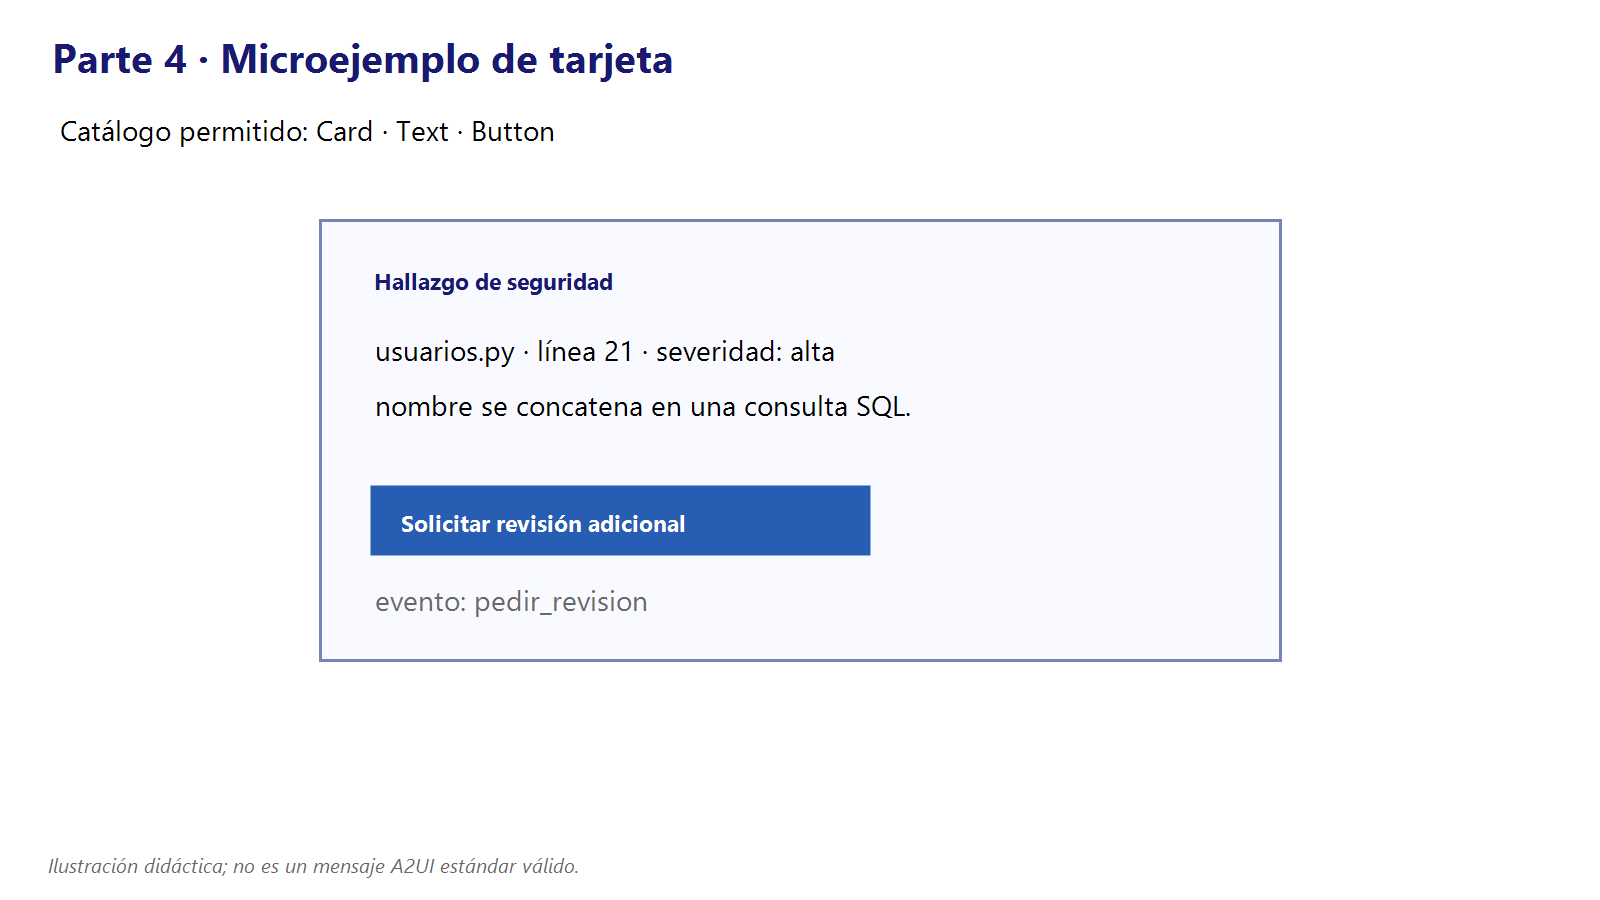 Parte 4 · Microejemplo de tarjeta
Catálogo permitido: Card · Text · Button
Hallazgo de seguridad
usuarios.py · línea 21 · severidad: alta
nombre se concatena en una consulta SQL.
Solicitar revisión adicional
evento: pedir_revision
Ilustración didáctica; no es un mensaje A2UI estándar válido.